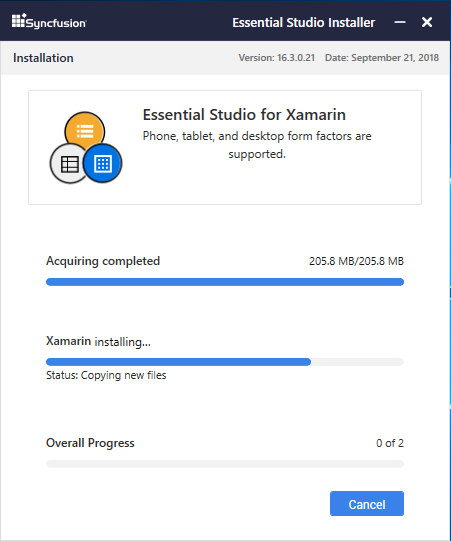 Syncfusion Essential Studio Installer
Installation Version: 16.3.0.21 Date: September 21, 2018
Essential Studio for Xamarin
Phone, tablet, and desktop form factors are
supported.
Acquiring completed 205.8 MB/205.8 MB
Xamarin installing...
Status: Copying new files
Overall Progress 0 of 2
Cancel